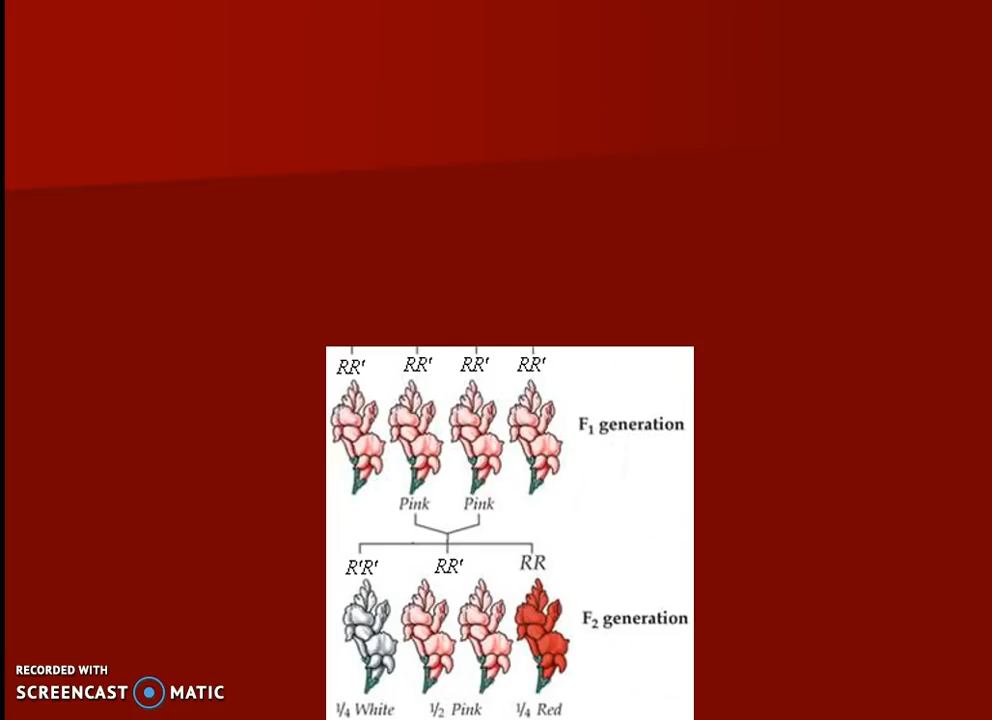 RR' RR' RR' RR'
F₁ generation
Pink Pink
R'R' RR' RR
F₂ generation
¼ White ½ Pink ¼ Red
RECORDED WITH
SCREENCAST MATIC